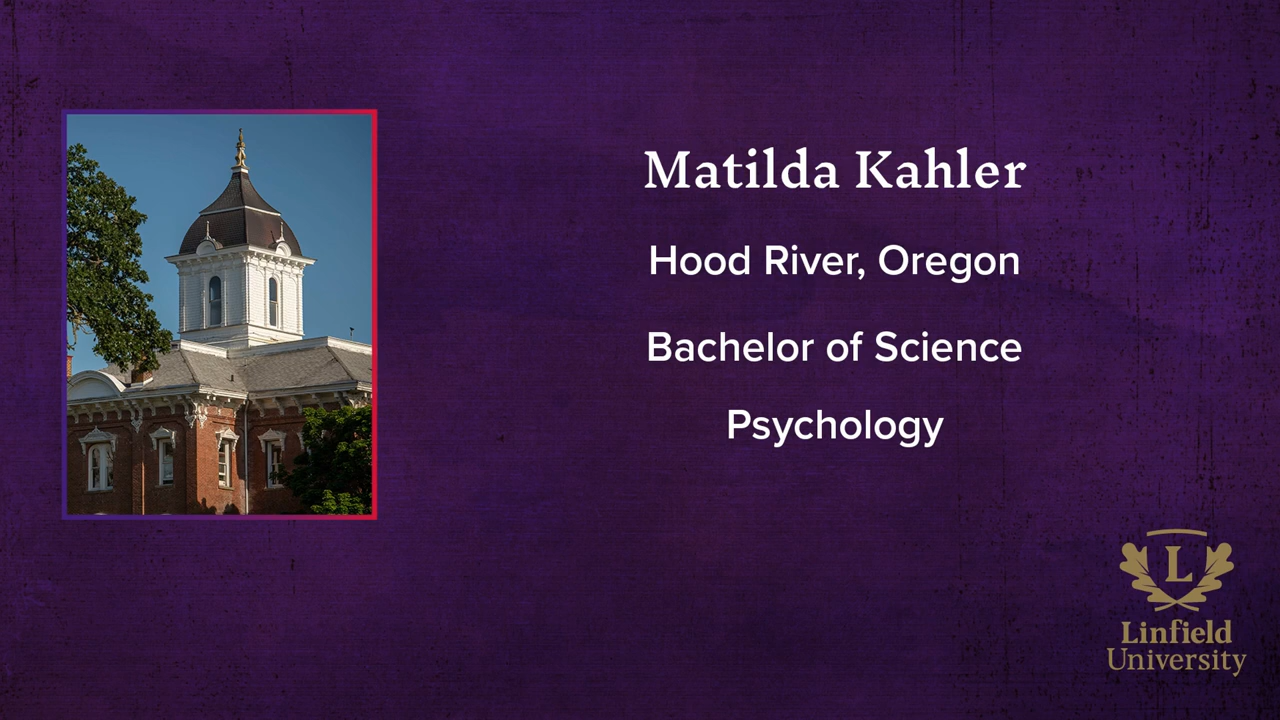 Matilda Kahler
Hood River, Oregon
Bachelor of Science
Psychology
L
Linfield
University